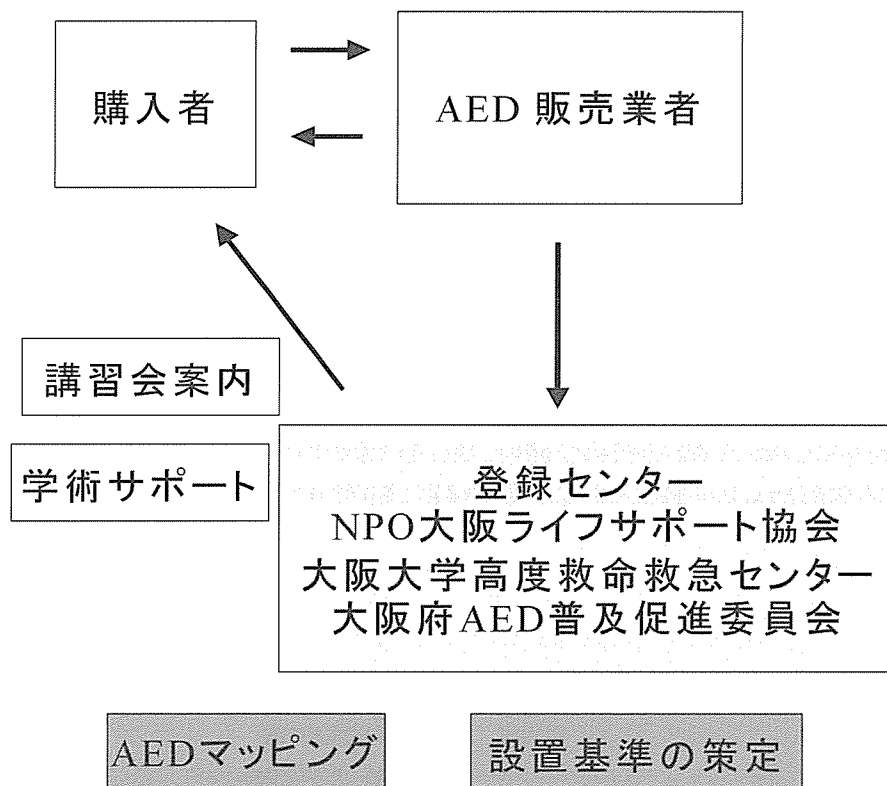 購入者
AED 販売業者
講習会案内
学術サポート
登録センター
NPO大阪ライフサポート協会
大阪大学高度救命救急センター
大阪府AED普及促進委員会
AEDマッピング
設置基準の策定